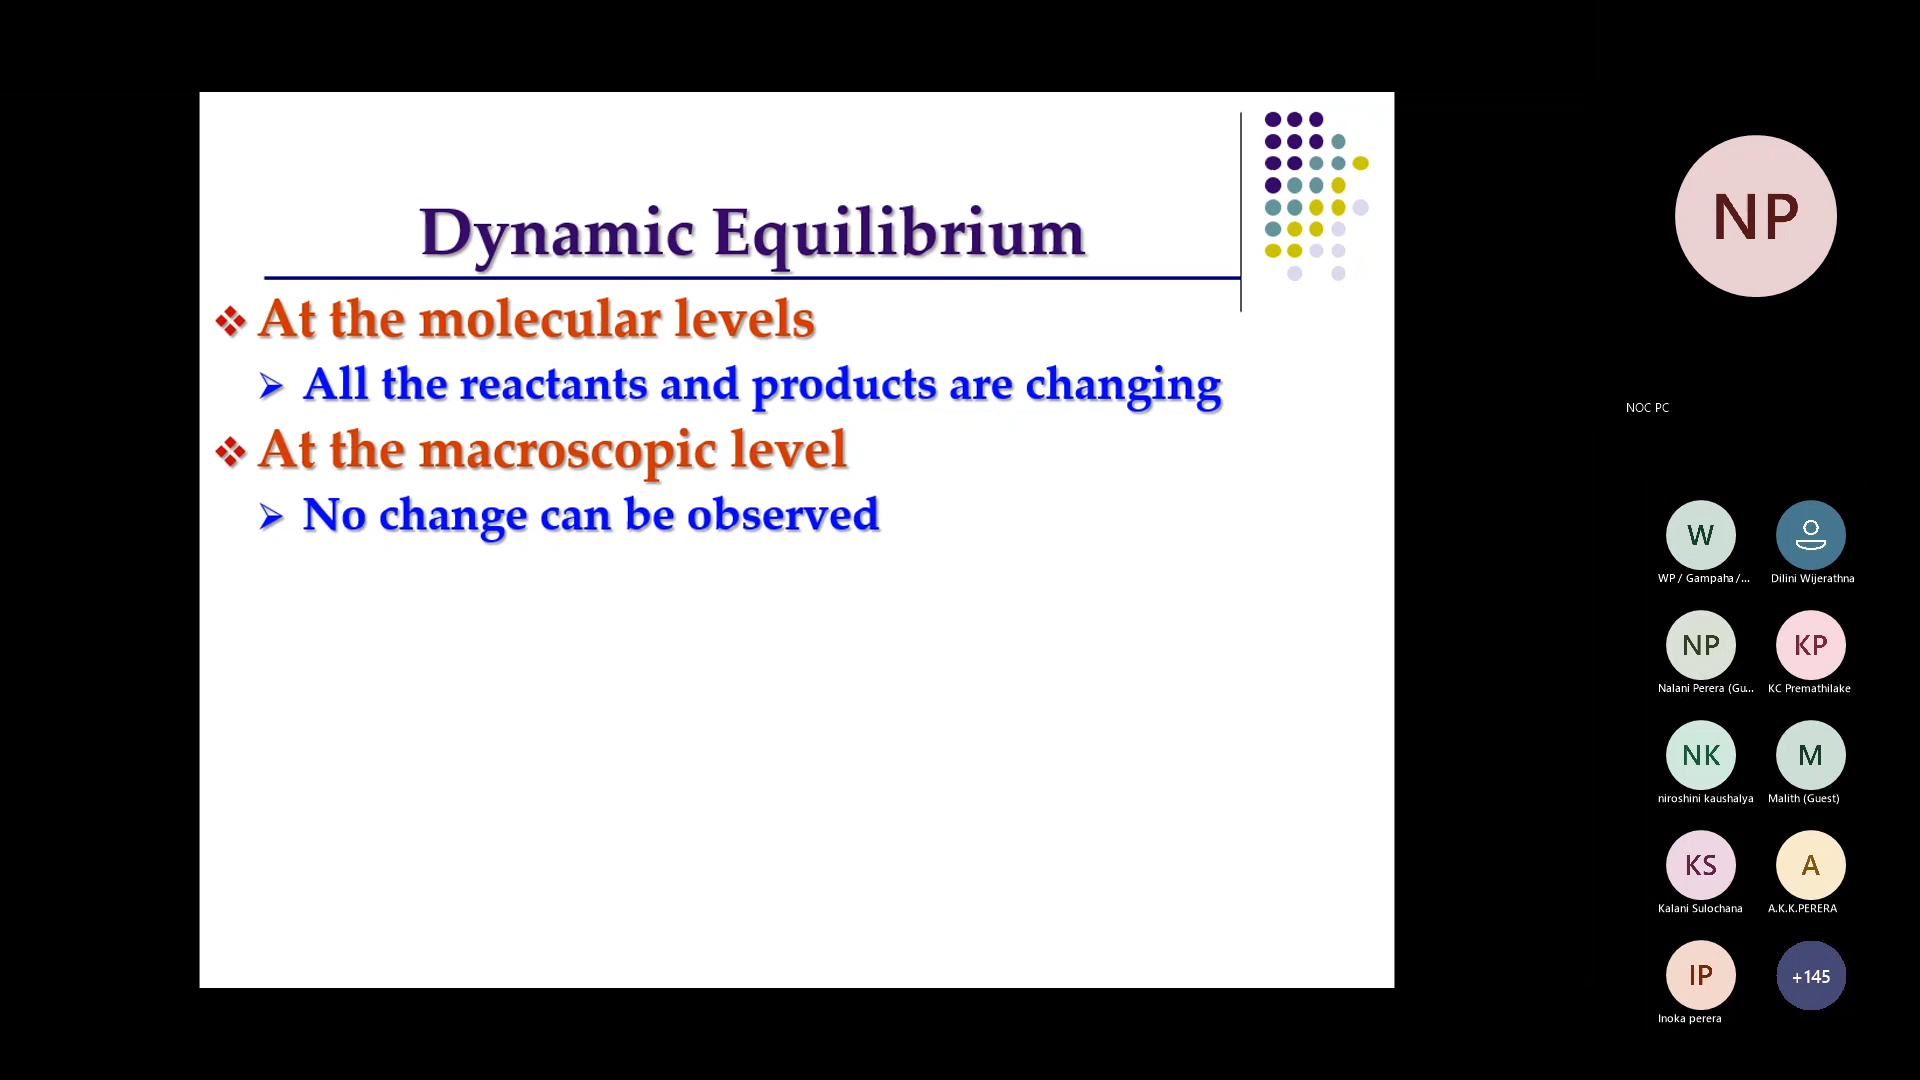 Dynamic Equilibrium
At the molecular levels
All the reactants and products are changing
At the macroscopic level
No change can be observed
NP
NOC PC
W
WP / Gampaha /...
Dilini Wijerathna
NP
KP
Nalani Perera (Gu...
KC Premathilake
NK
M
niroshini kaushalya
Malith (Guest)
KS
A
Kalani Sulochana
A.K.K.PERERA
IP
+145
Inoka perera